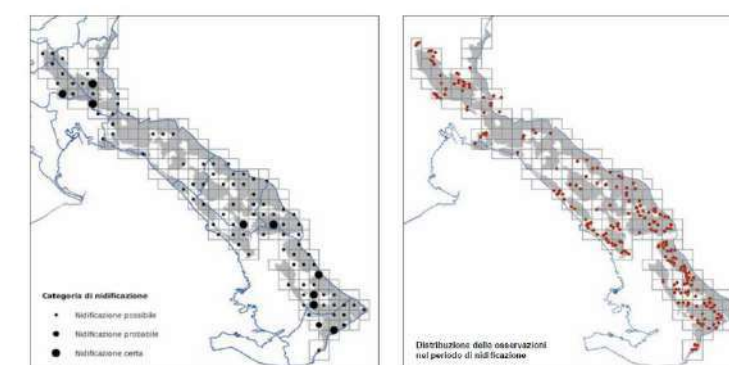 Categoria di nidificazione
Nidificazione possibile
Nidificazione probabile
Nidificazione certa
Distribuzione delle osservazioni
nel periodo di nidificazione